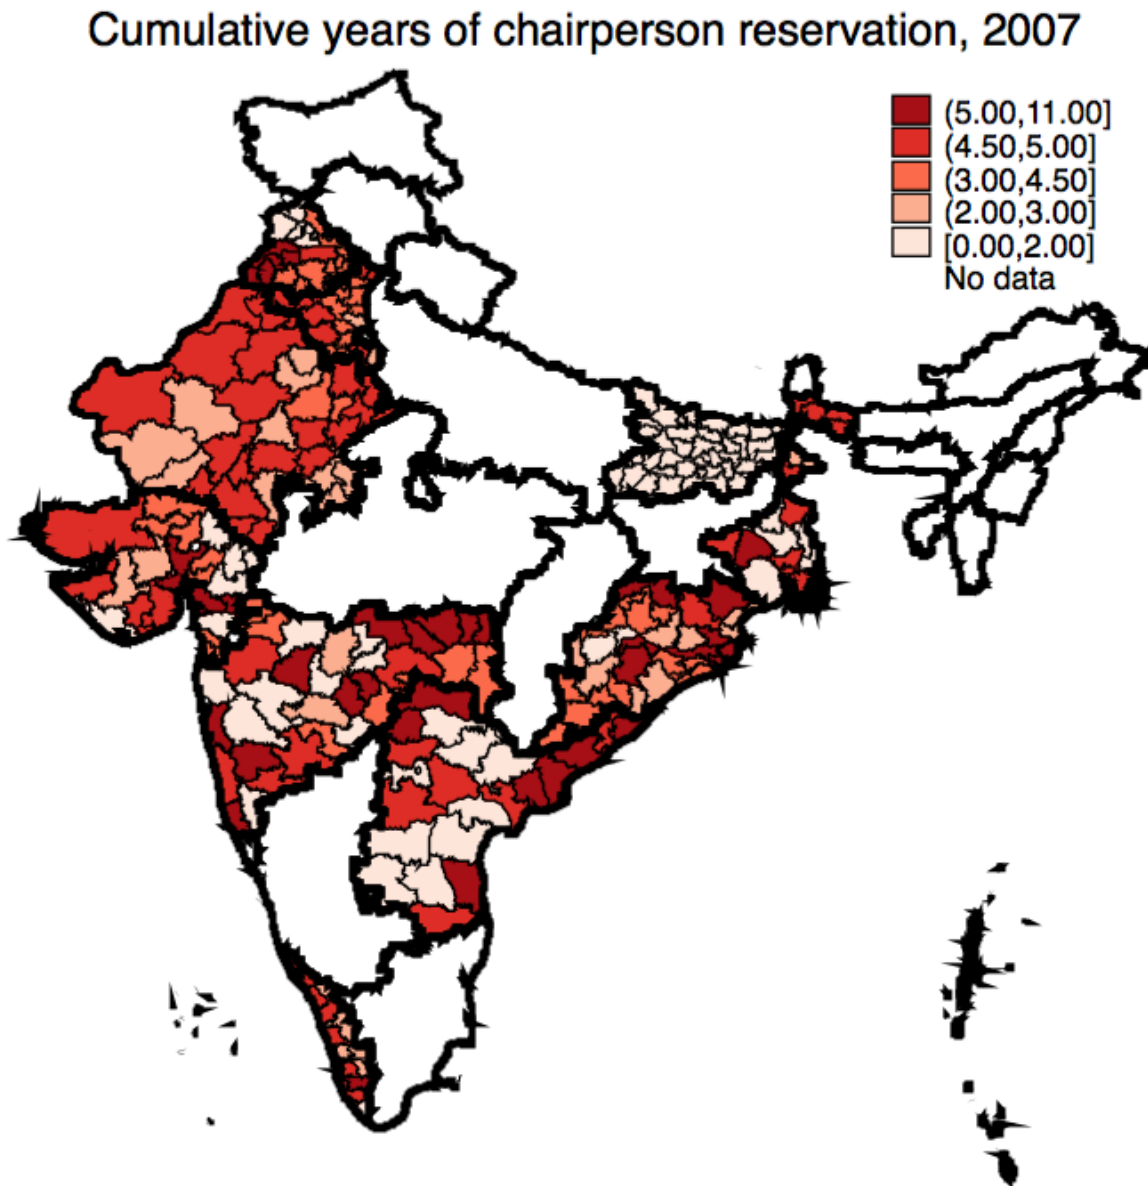 Cumulative years of chairperson reservation, 2007
(5.00,11.00]
(4.50,5.00]
(3.00,4.50]
(2.00,3.00]
[0.00,2.00]
No data